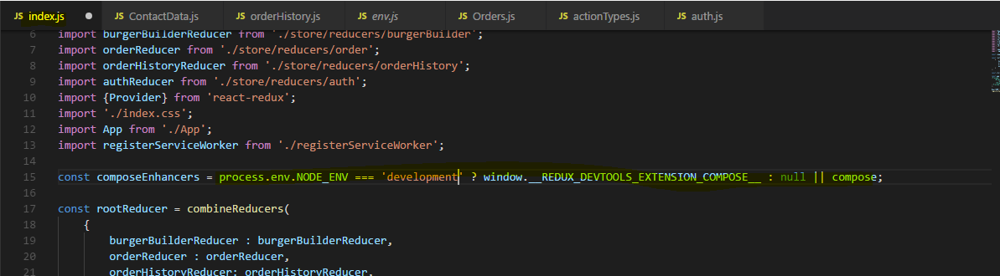 JS index.js ● JS ContactData.js JS orderHistory.js JS env.js JS Orders.js JS actionTypes.js JS auth.js
6 import burgerBuilderReducer from './store/reducers/burgerBuilder';
7 import orderReducer from './store/reducers/order';
8 import orderHistoryReducer from './store/reducers/orderHistory';
9 import authReducer from './store/reducers/auth';
10 import {Provider} from 'react-redux';
11 import './index.css';
12 import App from './App';
13 import registerServiceWorker from './registerServiceWorker';
14
15 const composeEnhancers = process.env.NODE_ENV === 'development' ? window.__REDUX_DEVTOOLS_EXTENSION_COMPOSE__ : null || compose;
16
17 const rootReducer = combineReducers(
18 {
19 burgerBuilderReducer : burgerBuilderReducer,
20 orderReducer : orderReducer,
21 orderHistoryReducer: orderHistoryReducer,